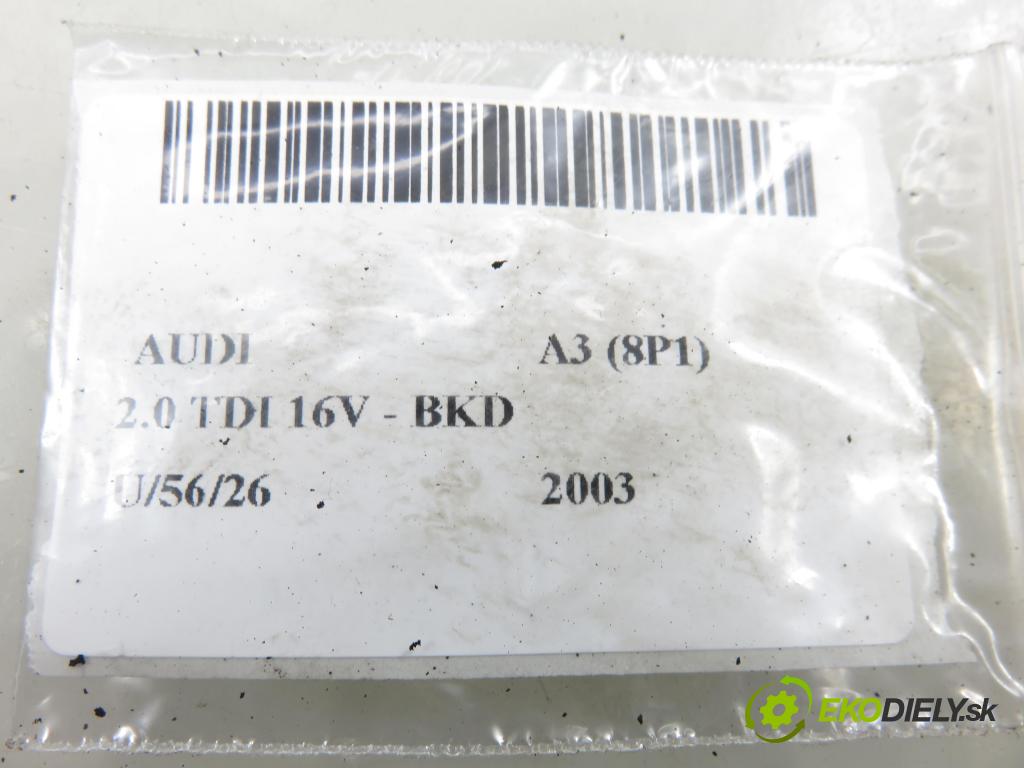 AUDI A3 (8P1)
2.0 TDI 16V - BKD
U/56/26 2003
EKODIELY.sk